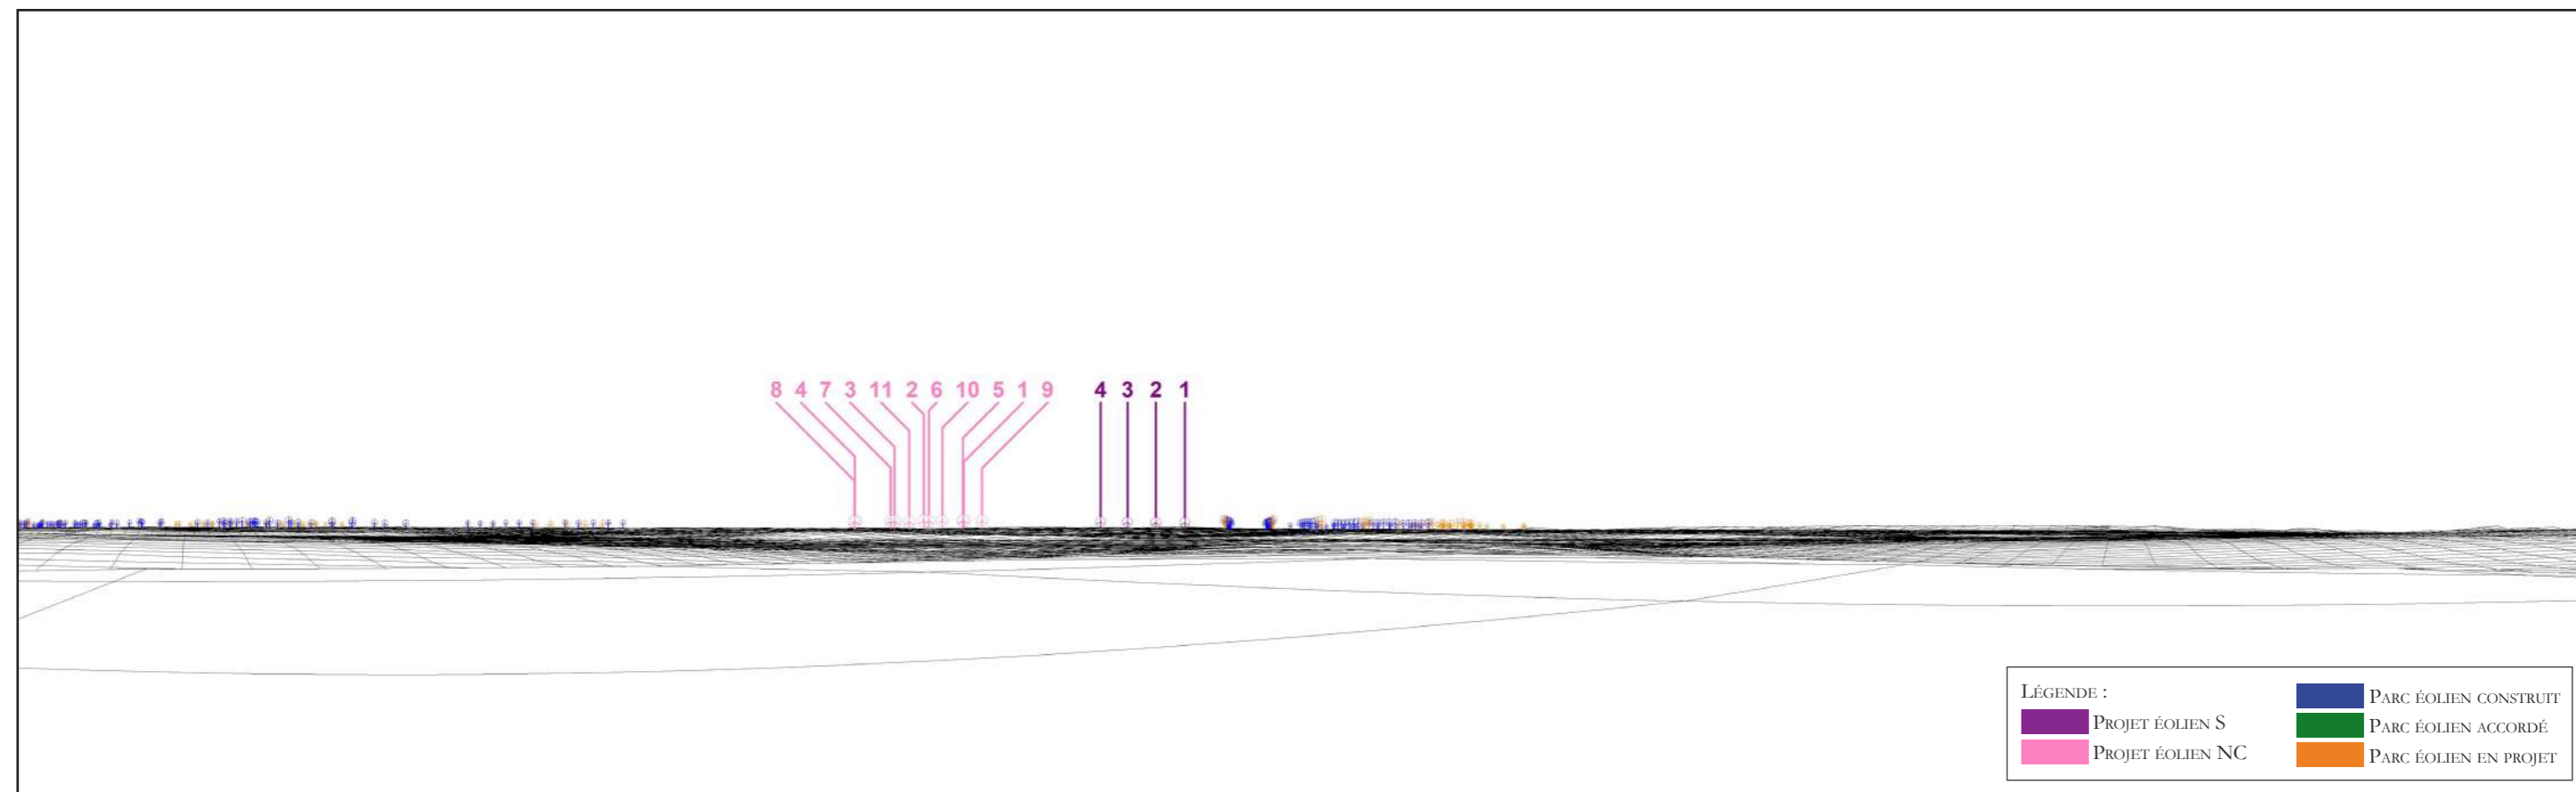 8 4 7 3 11 2 6 10 5 1 9 4 3 2 1
Légende :
Projet éolien S
Projet éolien NC
Parc éolien construit
Parc éolien accordé
Parc éolien en projet